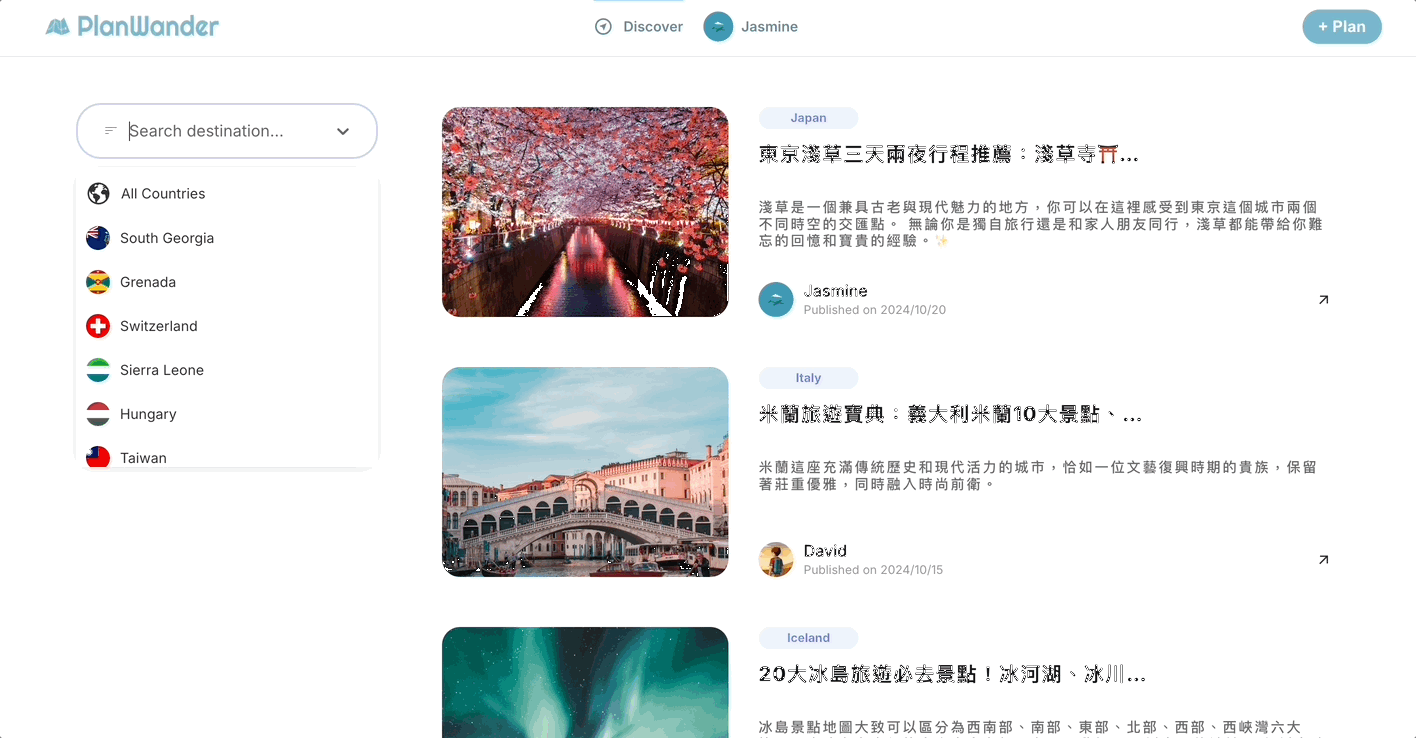 PlanWander
Discover
Jasmine
+ Plan
Search destination...
All Countries
South Georgia
Grenada
Switzerland
Sierra Leone
Hungary
Taiwan
Japan
東京淺草三天兩夜行程推薦：淺草寺⛩️...
淺草是一個兼具古老與現代魅力的地方，你可以在這裡感受到東京這個城市兩個
不同時空的交匯點。 無論你是獨自旅行還是和家人朋友同行，淺草都能帶給你難
忘的回憶和寶貴的經驗。✨
Jasmine
Published on 2024/10/20
Italy
米蘭旅遊寶典：義大利米蘭10大景點、...
米蘭這座充滿傳統歷史和現代活力的城市，恰如一位文藝復興時期的貴族，保留
著莊重優雅，同時融入時尚前衛。
David
Published on 2024/10/15
Iceland
20大冰島旅遊必去景點！冰河湖、冰川...
冰島景點地圖大致可以區分為西南部、南部、東部、北部、西部、西峽灣六大